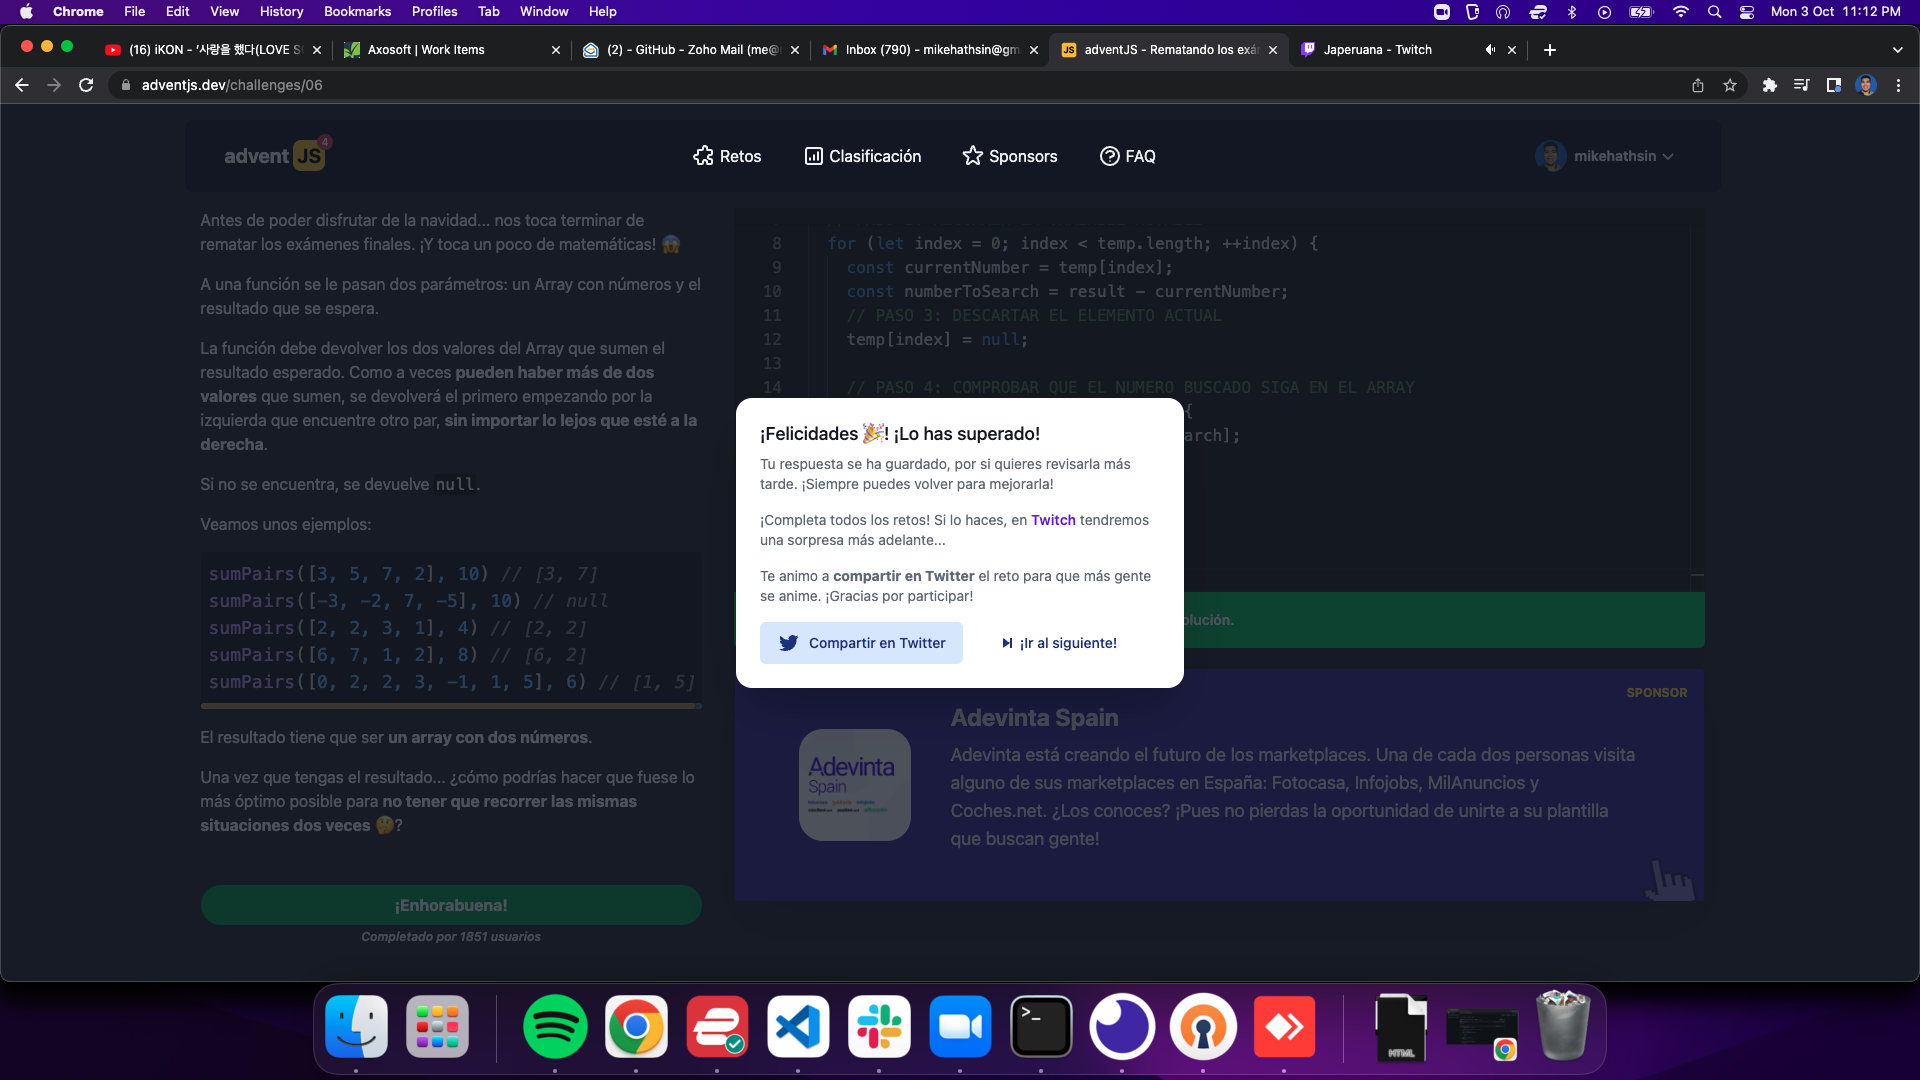 Chrome File Edit View History Bookmarks Profiles Tab Window Help Mon 3 Oct 11:12 PM
(16) iKON - ‘사랑을 했다(LOVE S Axosoft | Work Items (2) - GitHub - Zoho Mail (me@ Inbox (790) - mikehathsin@gm JS adventJS - Rematando los exá Japeruana - Twitch
adventjs.dev/challenges/06
advent JS 4 Retos Clasificación Sponsors FAQ mikehathsin
Antes de poder disfrutar de la navidad... nos toca terminar de
rematar los exámenes finales. ¡Y toca un poco de matemáticas! 😱
A una función se le pasan dos parámetros: un Array con números y el
resultado que se espera.
La función debe devolver los dos valores del Array que sumen el
resultado esperado. Como a veces pueden haber más de dos
valores que sumen, se devolverá el primero empezando por la
izquierda que encuentre otro par, sin importar lo lejos que esté a la
derecha.
Si no se encuentra, se devuelve null.
Veamos unos ejemplos:
sumPairs([3, 5, 7, 2], 10) // [3, 7]
sumPairs([-3, -2, 7, -5], 10) // null
sumPairs([2, 2, 3, 1], 4) // [2, 2]
sumPairs([6, 7, 1, 2], 8) // [6, 2]
sumPairs([0, 2, 2, 3, -1, 1, 5], 6) // [1, 5]
El resultado tiene que ser un array con dos números.
Una vez que tengas el resultado... ¿cómo podrías hacer que fuese lo
más óptimo posible para no tener que recorrer las mismas
situaciones dos veces 🤔?
¡Enhorabuena!
Completado por 1851 usuarios
8 for (let index = 0; index < temp.length; ++index) {
9 const currentNumber = temp[index];
10 const numberToSearch = result - currentNumber;
11 // PASO 3: DESCARTAR EL ELEMENTO ACTUAL
12 temp[index] = null;
13
14 // PASO 4: COMPROBAR QUE EL NUMERO BUSCADO SIGA EN EL ARRAY
{
arch];
¡Felicidades 🎉! ¡Lo has superado!
Tu respuesta se ha guardado, por si quieres revisarla más
tarde. ¡Siempre puedes volver para mejorarla!
¡Completa todos los retos! Si lo haces, en Twitch tendremos
una sorpresa más adelante...
Te animo a compartir en Twitter el reto para que más gente
se anime. ¡Gracias por participar!
Compartir en Twitter ¡Ir al siguiente!
olución.
SPONSOR
Adevinta Spain
Adevinta
Spain
Adevinta está creando el futuro de los marketplaces. Una de cada dos personas visita
alguno de sus marketplaces en España: Fotocasa, Infojobs, MilAnuncios y
Coches.net. ¿Los conoces? ¡Pues no pierdas la oportunidad de unirte a su plantilla
que buscan gente!
HTML